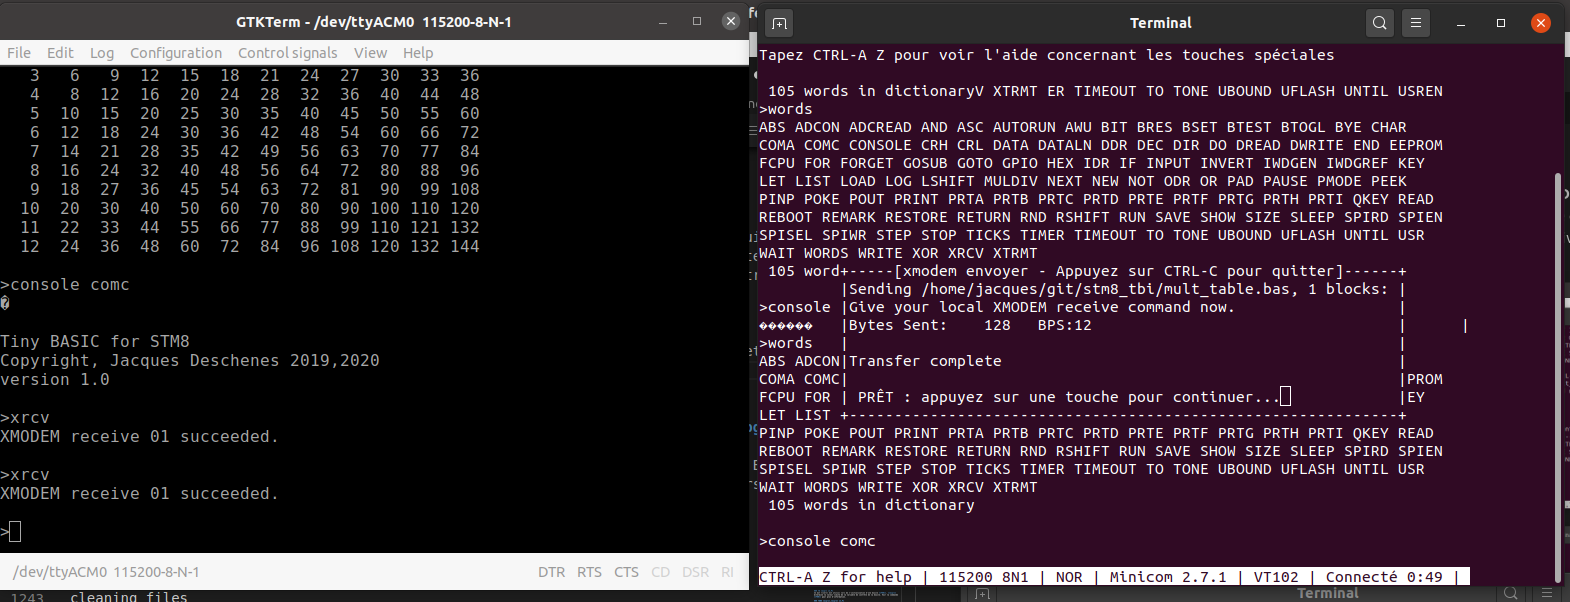 GTKTerm - /dev/ttyACM0 115200-8-N-1
File Edit Log Configuration Control signals View Help
3 6 9 12 15 18 21 24 27 30 33 36
4 8 12 16 20 24 28 32 36 40 44 48
5 10 15 20 25 30 35 40 45 50 55 60
6 12 18 24 30 36 42 48 54 60 66 72
7 14 21 28 35 42 49 56 63 70 77 84
8 16 24 32 40 48 56 64 72 80 88 96
9 18 27 36 45 54 63 72 81 90 99 108
10 20 30 40 50 60 70 80 90 100 110 120
11 22 33 44 55 66 77 88 99 110 121 132
12 24 36 48 60 72 84 96 108 120 132 144
>console comc
�
Tiny BASIC for STM8
Copyright, Jacques Deschenes 2019,2020
version 1.0
>xrcv
XMODEM receive 01 succeeded.
>xrcv
XMODEM receive 01 succeeded.
>
/dev/ttyACM0 115200-8-N-1 DTR RTS CTS CD DSR RI
1243 cleaning files
Terminal
Tapez CTRL-A Z pour voir l'aide concernant les touches spéciales
105 words in dictionaryV XTRMT ER TIMEOUT TO TONE UBOUND UFLASH UNTIL USREN
>words
ABS ADCON ADCREAD AND ASC AUTORUN AWU BIT BRES BSET BTEST BTOGL BYE CHAR
COMA COMC CONSOLE CRH CRL DATA DATALN DDR DEC DIR DO DREAD DWRITE END EEPROM
FCPU FOR FORGET GOSUB GOTO GPIO HEX IDR IF INPUT INVERT IWDGEN IWDGREF KEY
LET LIST LOAD LOG LSHIFT MULDIV NEXT NEW NOT ODR OR PAD PAUSE PMODE PEEK
PINP POKE POUT PRINT PRTA PRTB PRTC PRTD PRTE PRTF PRTG PRTH PRTI QKEY READ
REBOOT REMARK RESTORE RETURN RND RSHIFT RUN SAVE SHOW SIZE SLEEP SPIRD SPIEN
SPISEL SPIWR STEP STOP TICKS TIMER TIMEOUT TO TONE UBOUND UFLASH UNTIL USR
WAIT WORDS WRITE XOR XRCV XTRMT
105 word+-----[xmodem envoyer - Appuyez sur CTRL-C pour quitter]------+
|Sending /home/jacques/git/stm8_tbi/mult_table.bas, 1 blocks: |
>console |Give your local XMODEM receive command now. |
������ |Bytes Sent: 128 BPS:12 | |
>words | |
ABS ADCON|Transfer complete |
COMA COMC| |PROM
FCPU FOR | PRÊT : appuyez sur une touche pour continuer... |EY
LET LIST +-------------------------------------------------------------+
PINP POKE POUT PRINT PRTA PRTB PRTC PRTD PRTE PRTF PRTG PRTH PRTI QKEY READ
REBOOT REMARK RESTORE RETURN RND RSHIFT RUN SAVE SHOW SIZE SLEEP SPIRD SPIEN
SPISEL SPIWR STEP STOP TICKS TIMER TIMEOUT TO TONE UBOUND UFLASH UNTIL USR
WAIT WORDS WRITE XOR XRCV XTRMT
105 words in dictionary
>console comc
CTRL-A Z for help | 115200 8N1 | NOR | Minicom 2.7.1 | VT102 | Connecté 0:49 |
Terminal